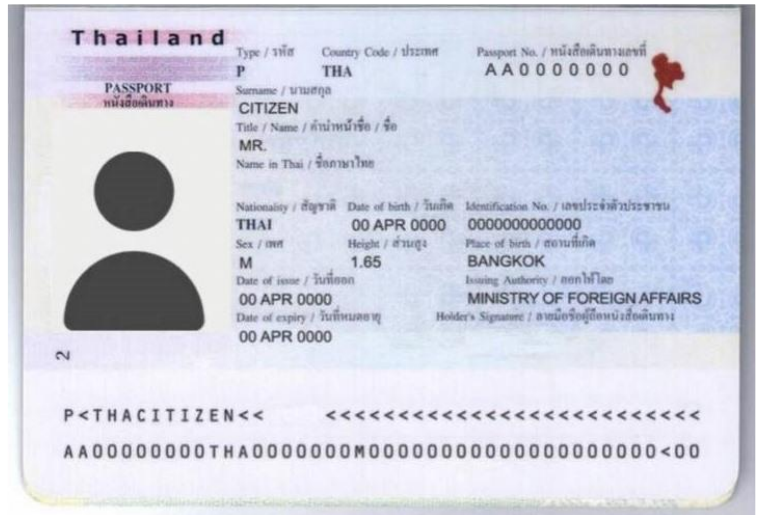 Thailand
PASSPORT
หนังสือเดินทาง
Type / รหัส Country Code / ประเทศ Passport No. / หนังสือเดินทางเลขที่
P THA AA0000000
Surname / นามสกุล
CITIZEN
Title / Name / คำนำหน้าชื่อ / ชื่อ
MR.
Name in Thai / ชื่อภาษาไทย
Nationality / สัญชาติ Date of birth / วันเกิด Identification No. / เลขประจำตัวประชาชน
THAI 00 APR 0000 0000000000000
Sex / เพศ Height / ส่วนสูง Place of birth / สถานที่เกิด
M 1.65 BANGKOK
Date of issue / วันที่ออก Issuing Authority / ออกให้โดย
00 APR 0000 MINISTRY OF FOREIGN AFFAIRS
Date of expiry / วันที่หมดอายุ Holder's Signature / ลายมือชื่อผู้ถือหนังสือเดินทาง
00 APR 0000
2
P<THACITIZEN<< <<<<<<<<<<<<<<<<<<<<<<<<<<
AA00000000THA0000000M0000000000000000000000<00